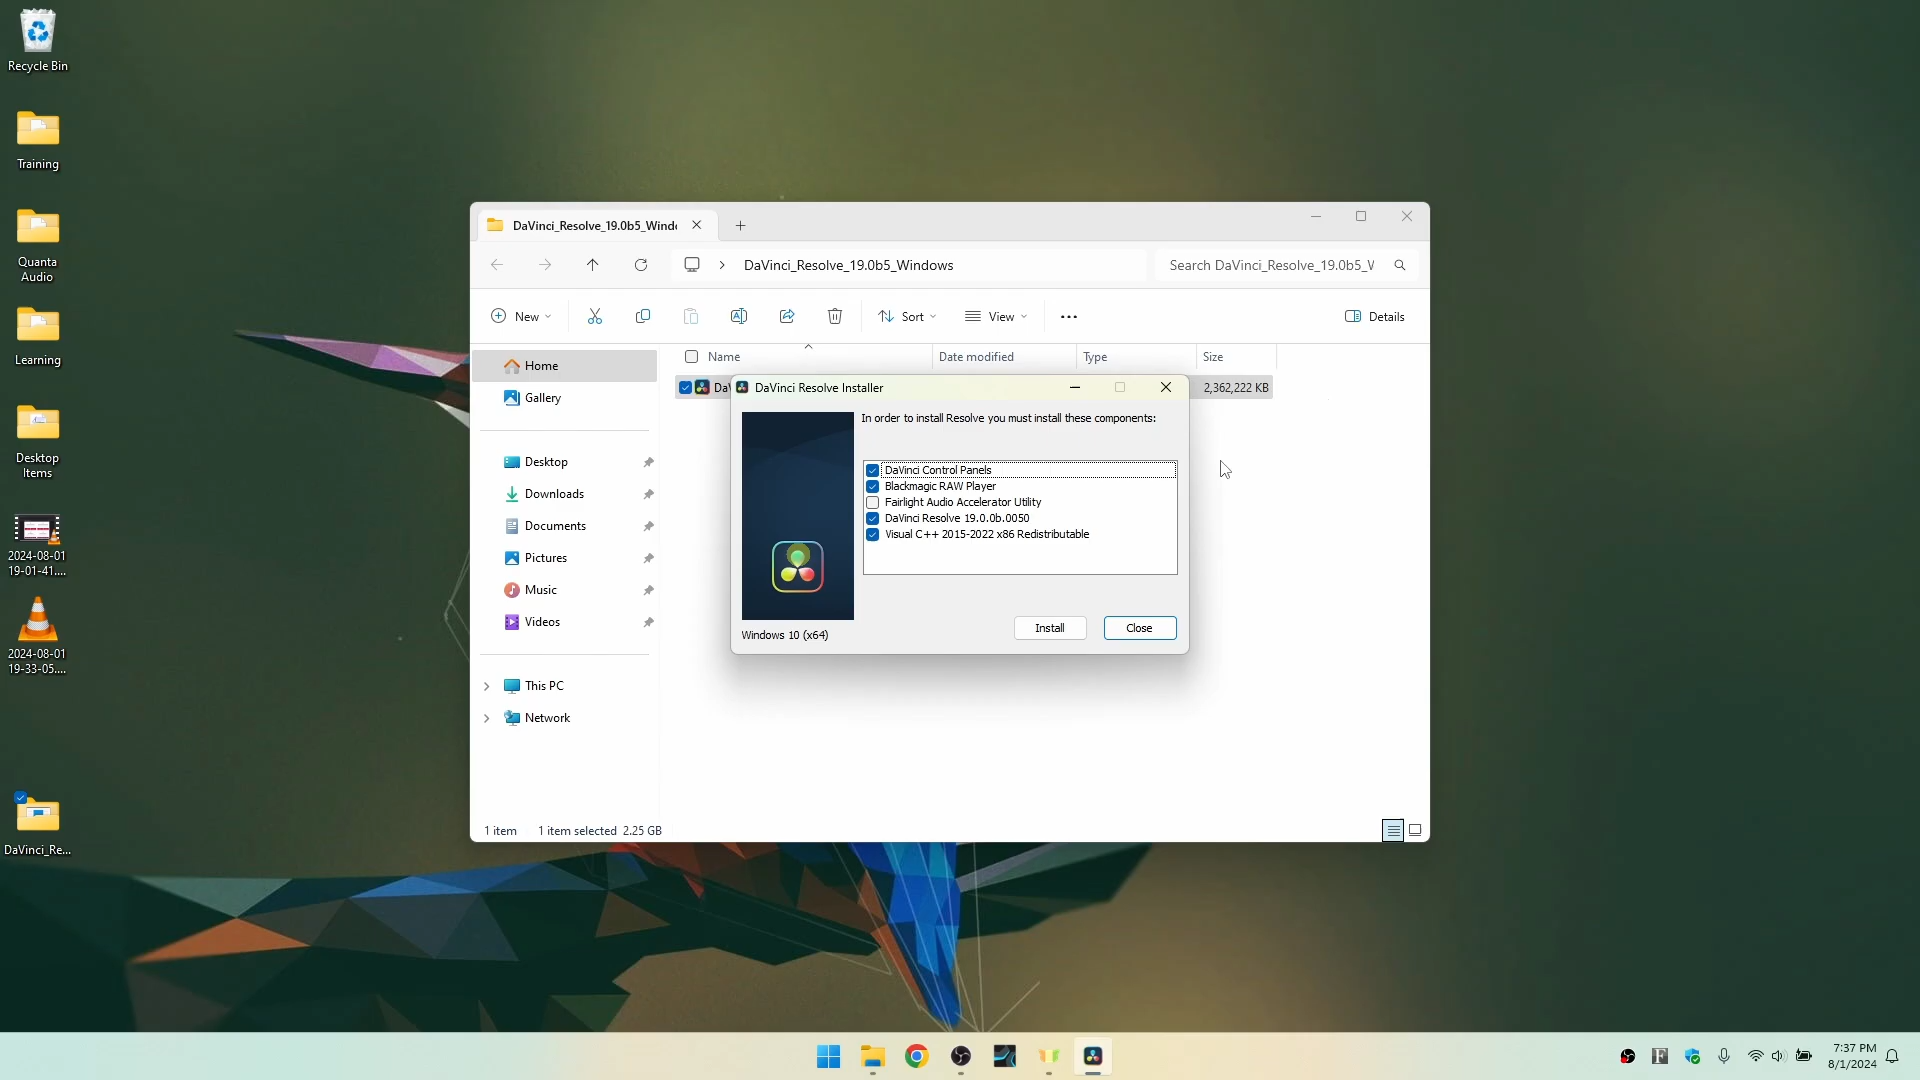 Recycle Bin
Training
Quanta
Audio
Learning
Desktop
Items
2024-08-01
19-01-41....
2024-08-01
19-33-05....
DaVinci_Re...
DaVinci_Resolve_19.0b5_Wind
DaVinci_Resolve_19.0b5_Windows
Search DaVinci_Resolve_19.0b5_V
New
Sort
View
Details
Home
Gallery
Desktop
Downloads
Documents
Pictures
Music
Videos
This PC
Network
Name
Date modified
Type
Size
Da
2,362,222 KB
DaVinci Resolve Installer
In order to install Resolve you must install these components:
DaVinci Control Panels
Blackmagic RAW Player
Fairlight Audio Accelerator Utility
DaVinci Resolve 19.0.0b.0050
Visual C++ 2015-2022 x86 Redistributable
Windows 10 (x64)
Install
Close
1 item
1 item selected 2.25 GB
7:37 PM
8/1/2024